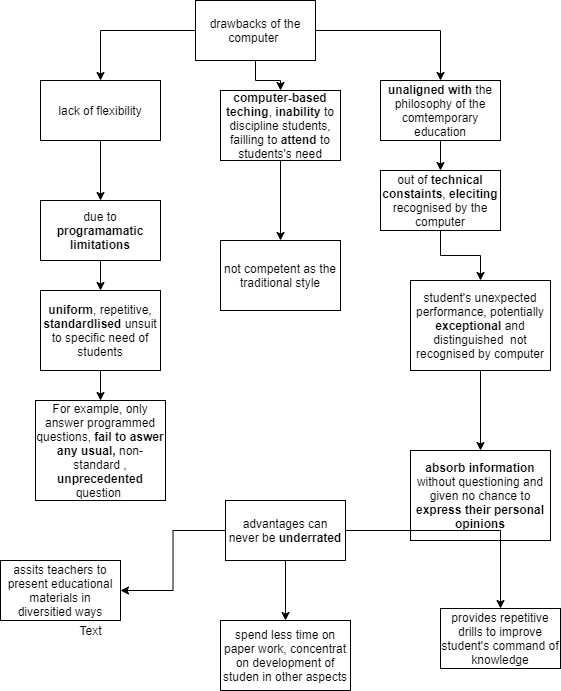 drawbacks of the
computer
lack of flexibility
computer-based
teching, inability to
discipline students,
failling to attend to
students's need
unaligned with the
philosophy of the
comtemporary
education
due to
programamatic
limitations
not competent as the
traditional style
out of technical
constaints, eleciting
recognised by the
computer
uniform, repetitive,
standardlised unsuit
to specific need of
students
student's unexpected
performance, potentially
exceptional and
distinguished not
recognised by computer
For example, only
answer programmed
questions, fail to aswer
any usual, non-
standard ,
unprecedented
question
absorb information
without questioning and
given no chance to
express their personal
opinions
advantages can
never be underrated
assits teachers to
present educational
materials in
diversitied ways
Text
spend less time on
paper work, concentrat
on development of
studen in other aspects
provides repetitive
drills to improve
student's command of
knowledge